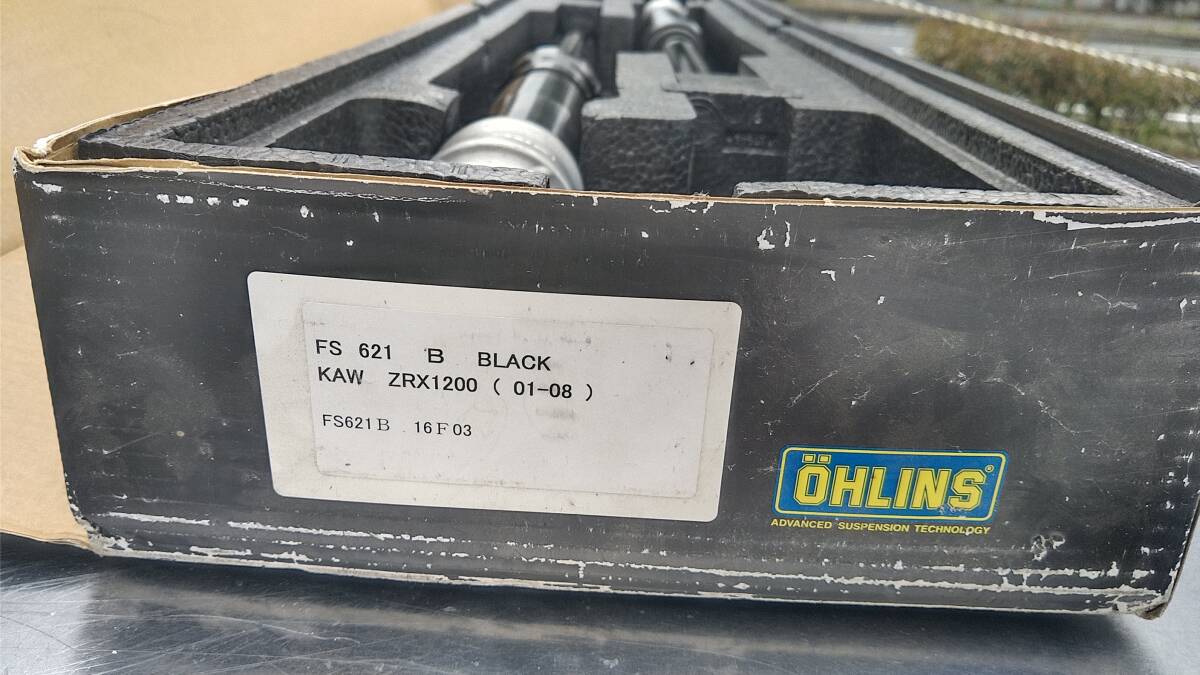 FS 621 B BLACK
KAW ZRX1200 ( 01-08 )
FS621B 16F03
ÖHLINS®
ADVANCED SUSPENSION TECHNOLOGY